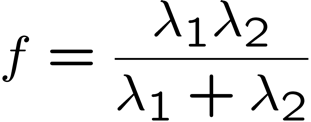 f = λ₁λ₂ / (λ₁ + λ₂)